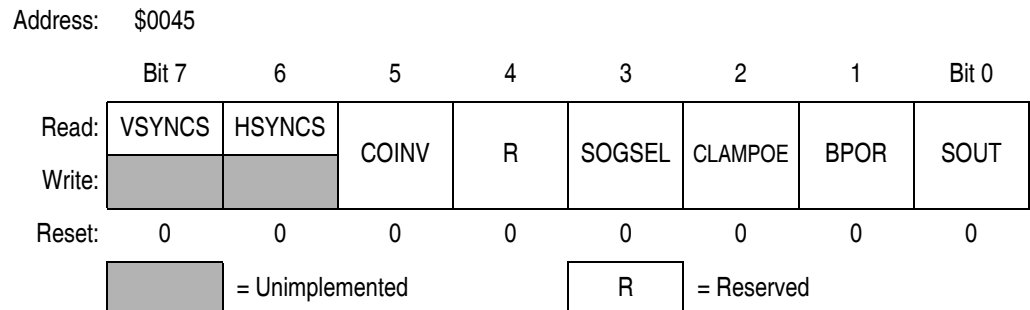 Address: $0045
Bit 7 6 5 4 3 2 1 Bit 0
Read: VSYNCS HSYNCS COINV R SOGSEL CLAMPOE BPOR SOUT
Write:
Reset: 0 0 0 0 0 0 0 0
= Unimplemented R = Reserved